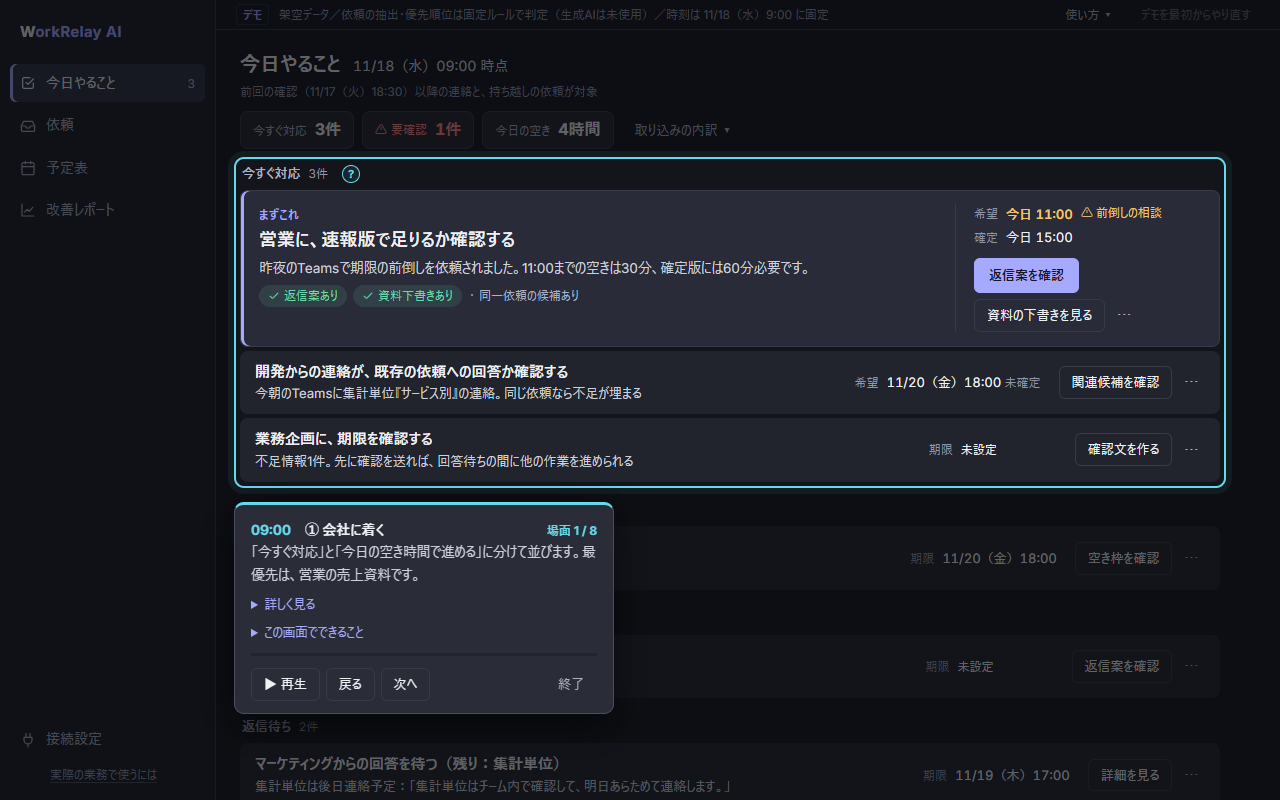 WorkRelay AI
デモ 架空データ／依頼の抽出・優先順位は固定ルールで判定（生成AIは未使用）／時刻は 11/18（水）9:00 に固定
使い方 ▼ デモを最初からやり直す
今日やること 3
依頼
予定表
改善レポート
接続設定
実際の業務で使うには
今日やること 11/18（水）09:00 時点
前回の確認（11/17（火）18:30）以降の連絡と、持ち越しの依頼が対象
今すぐ対応 3件
要確認 1件
今日の空き 4時間
取り込みの内訳 ▼
今すぐ対応 3件 ?
まずこれ
営業に、速報版で足りるか確認する
昨夜のTeamsで期限の前倒しを依頼されました。11:00までの空きは30分、確定版には60分必要です。
✓ 返信案あり ✓ 資料下書きあり ・同一依頼の候補あり
希望 今日 11:00 前倒しの相談
確定 今日 15:00
返信案を確認
資料の下書きを見る …
開発からの連絡が、既存の依頼への回答か確認する
今朝のTeamsに集計単位『サービス別』の連絡。同じ依頼なら不足が埋まる
希望 11/20（金）18:00 未確定
関連候補を確認 …
業務企画に、期限を確認する
不足情報1件。先に確認を送れば、回答待ちの間に他の作業を進められる
期限 未設定
確認文を作る …
09:00 ① 会社に着く 場面 1 / 8
「今すぐ対応」と「今日の空き時間で進める」に分けて並びます。最
優先は、営業の売上資料です。
▶ 詳しく見る
▶ この画面でできること
▶ 再生 戻る 次へ 終了
期限 11/20（金）18:00 空き枠を確認 …
期限 未設定 返信案を確認 …
返信待ち 2件
マーケティングからの回答を待つ（残り：集計単位）
集計単位は後日連絡予定：「集計単位はチーム内で確認して、明日あらためて連絡します。」
期限 11/19（木）17:00 詳細を見る …